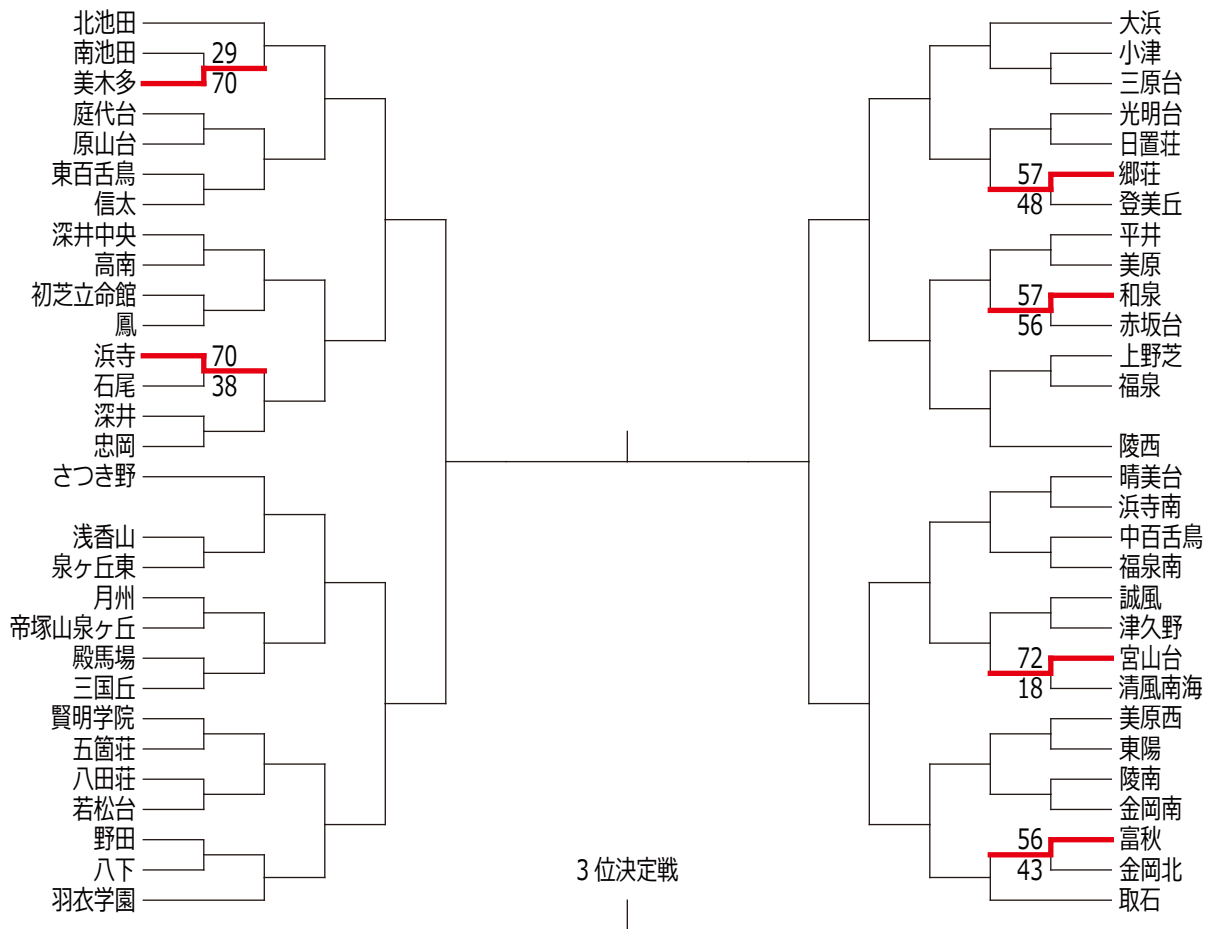 北池田
南池田
29
美木多
70
庭代台
原山台
東百舌鳥
信太
深井中央
高南
初芝立命館
鳳
浜寺
70
石尾
38
深井
忠岡
さつき野
浅香山
泉ヶ丘東
月州
帝塚山泉ヶ丘
殿馬場
三国丘
賢明学院
五箇荘
八田荘
若松台
野田
八下
羽衣学園
3位決定戦
大浜
小津
三原台
光明台
日置荘
57
郷荘
48
登美丘
平井
美原
57
和泉
56
赤坂台
上野芝
福泉
陵西
晴美台
浜寺南
中百舌鳥
福泉南
誠風
津久野
72
宮山台
18
清風南海
美原西
東陽
陵南
金岡南
56
富秋
43
金岡北
取石